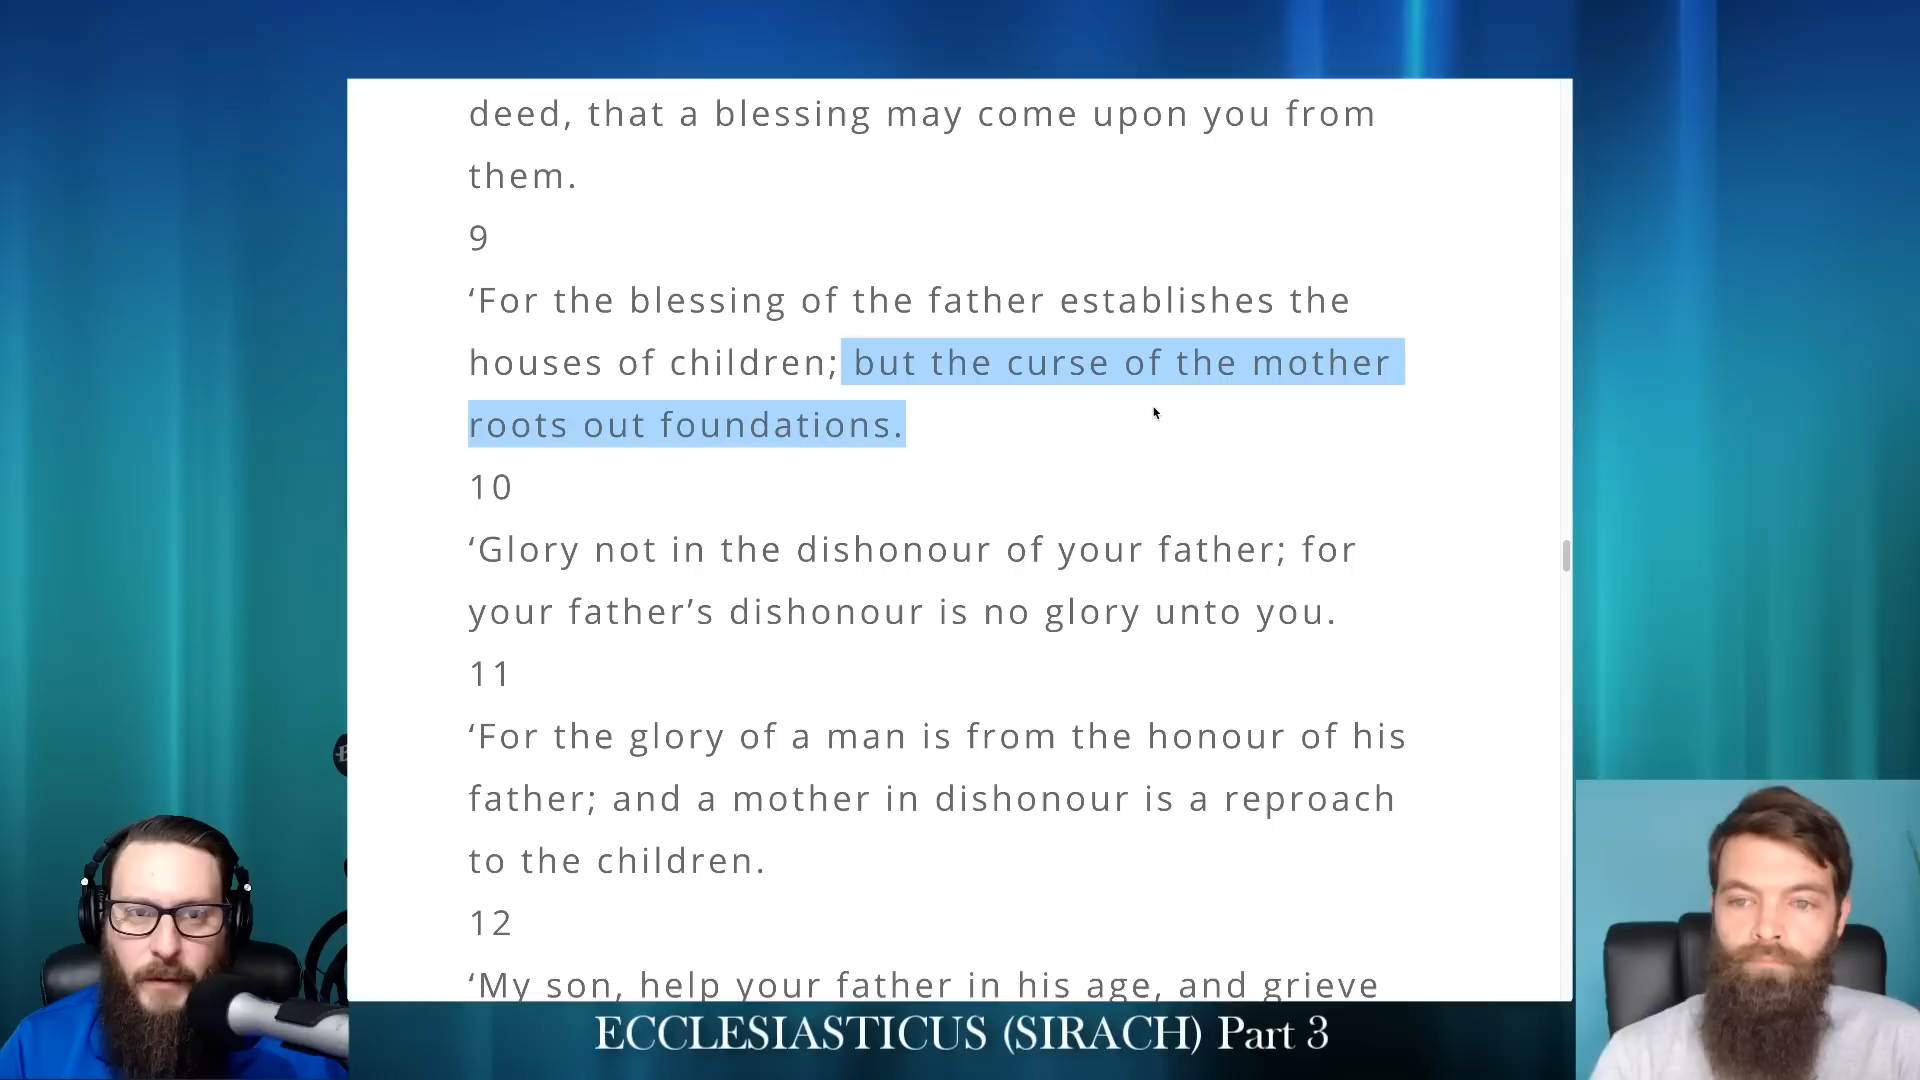 deed, that a blessing may come upon you from
them.
9
‘For the blessing of the father establishes the
houses of children; but the curse of the mother
roots out foundations.
10
‘Glory not in the dishonour of your father; for
your father’s dishonour is no glory unto you.
11
‘For the glory of a man is from the honour of his
father; and a mother in dishonour is a reproach
to the children.
12
‘My son, help your father in his age, and grieve
ECCLESIASTICUS (SIRACH) Part 3